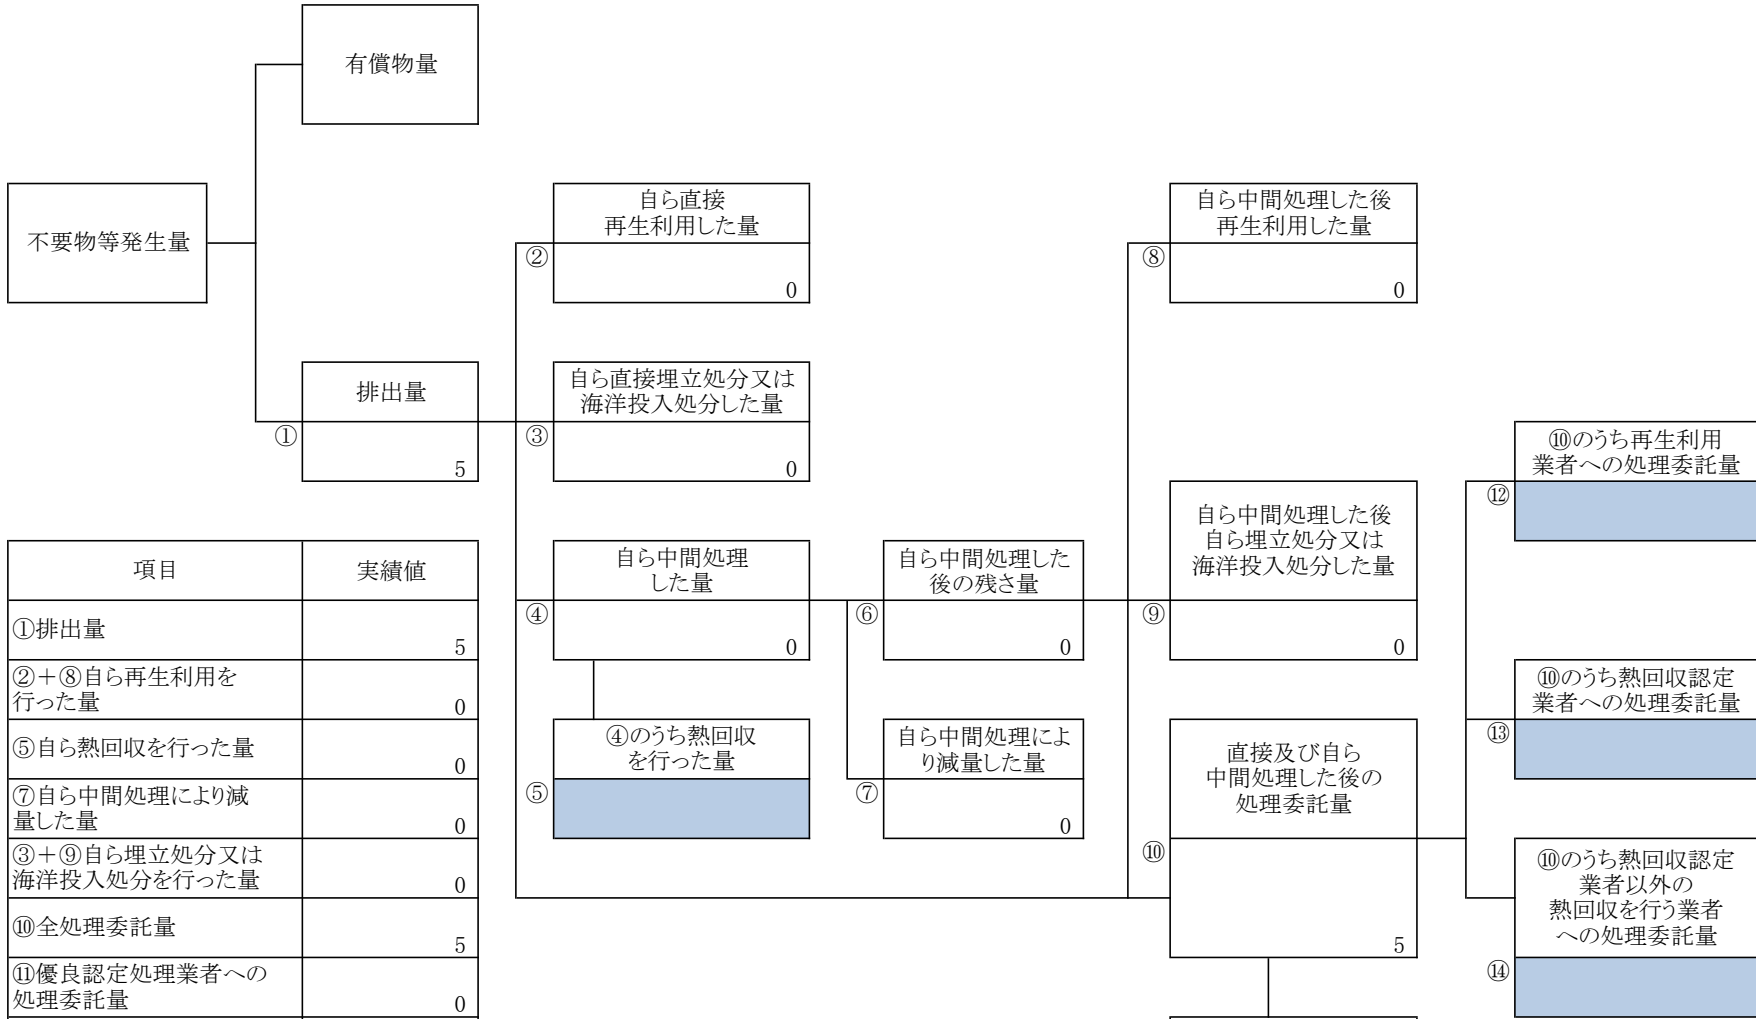 有償物量
不要物等発生量
自ら直接
再生利用した量
②
0
自ら中間処理した後
再生利用した量
⑧
0
排出量
①
5
自ら直接埋立処分又は
海洋投入処分した量
③
0
⑩のうち再生利用
業者への処理委託量
⑫
自ら中間処理
した量
④
0
自ら中間処理した
後の残さ量
⑥
0
自ら中間処理した後
自ら埋立処分又は
海洋投入処分した量
⑨
0
⑩のうち熱回収認定
業者への処理委託量
⑬
④のうち熱回収
を行った量
⑤
自ら中間処理によ
り減量した量
⑦
0
直接及び自ら
中間処理した後の
処理委託量
⑩
5
⑩のうち熱回収認定
業者以外の
熱回収を行う業者
への処理委託量
⑭
項目 実績値
①排出量
5
②+⑧自ら再生利用を
行った量
0
⑤自ら熱回収を行った量
0
⑦自ら中間処理により減
量した量
0
③+⑨自ら埋立処分又は
海洋投入処分を行った量
0
⑩全処理委託量
5
⑪優良認定処理業者への
処理委託量
0